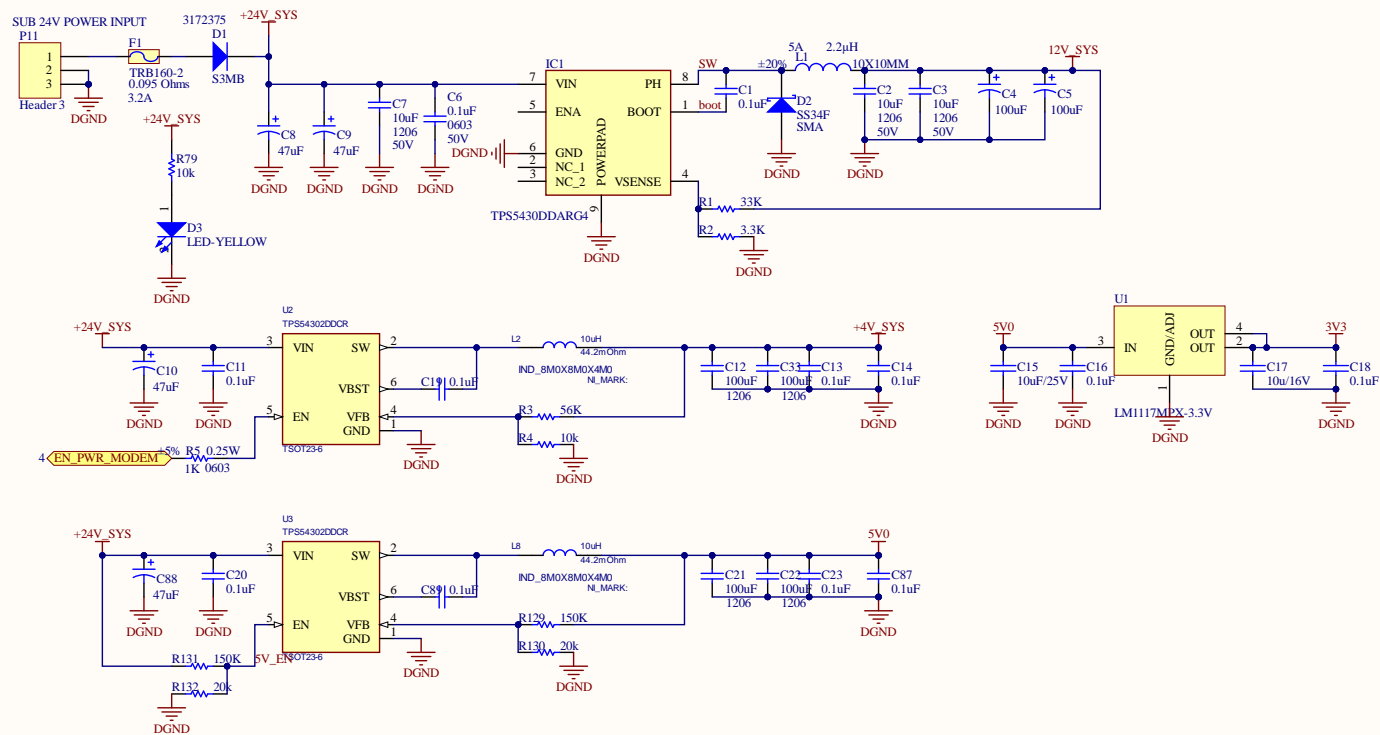 SUB 24V POWER INPUT
P11
1
2
3
Header 3
DGND
F1
TRB160-2
0.095 Ohms
3.2A
3172375
D1
S3MB
+24V_SYS
+24V_SYS
R79
10k
1
D3
LED-YELLOW
DGND
C8
47uF
DGND
C9
47uF
DGND
C7
10uF
1206
50V
DGND
C6
0.1uF
0603
50V
DGND
IC1
7 VIN PH 8
5 ENA BOOT 1
DGND 6 GND
2 NC_1
3 NC_2 VSENSE 4
POWERPAD
9
TPS5430DDARG4
DGND
SW
boot
C1
0.1uF
±20%
5A
L1
2.2µH
10X10MM
D2
SS34F
SMA
DGND
C2
10uF
1206
50V
DGND
C3
10uF
1206
50V
C4
100uF
C5
100uF
12V_SYS
R1 33K
R2 3.3K
DGND
+24V_SYS
C10
47uF
DGND
C11
0.1uF
DGND
U2
TPS54302DDCR
3 VIN SW 2
VBST 6
5 EN VFB 4
GND 1
TSOT23-6
4 EN_PWR_MODEM
±5% R5 0.25W
1K 0603
C19 0.1uF
DGND
L2 10uH
44.2mOhm
IND_8M0X8M0X4M0
NI_MARK:
R3 56K
R4 10k
DGND
+4V_SYS
C12
100uF
1206
C33
100uF
1206
C13
0.1uF
C14
0.1uF
DGND
U1
5V0
3 IN OUT 4
OUT 2
GND/ADJ
1
LM1117MPX-3.3V
DGND
C15
10uF/25V
DGND
C16
0.1uF
DGND
3V3
C17
10u/16V
C18
0.1uF
DGND
+24V_SYS
C88
47uF
DGND
C20
0.1uF
DGND
U3
TPS54302DDCR
3 VIN SW 2
VBST 6
5 EN VFB 4
GND 1
TSOT23-6
5V_EN
R131 150K
R132 20k
DGND
C89 0.1uF
DGND
L8 10uH
44.2mOhm
IND_8M0X8M0X4M0
NI_MARK:
R129 150K
R130 20k
DGND
5V0
C21
100uF
1206
C22
100uF
1206
C23
0.1uF
C87
0.1uF
DGND